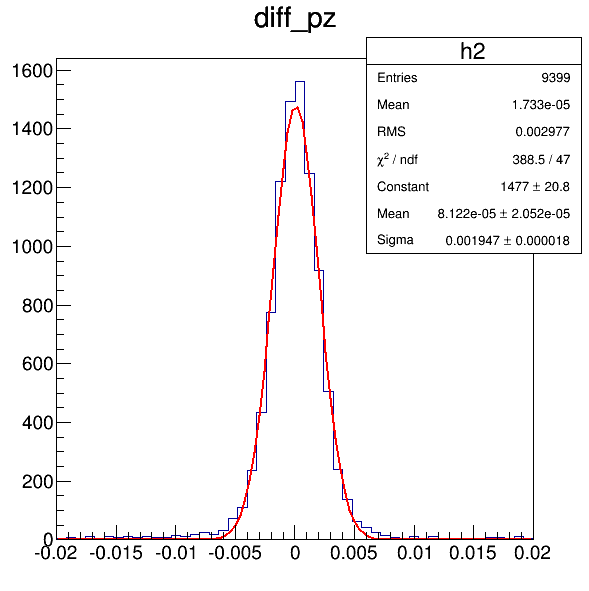 diff_pz
h2
Entries 9399
Mean 1.733e-05
RMS 0.002977
χ² / ndf 388.5 / 47
Constant 1477 ± 20.8
Mean 8.122e-05 ± 2.052e-05
Sigma 0.001947 ± 0.000018
1600
1400
1200
1000
800
600
400
200
0
-0.02 -0.015 -0.01 -0.005 0 0.005 0.01 0.015 0.02